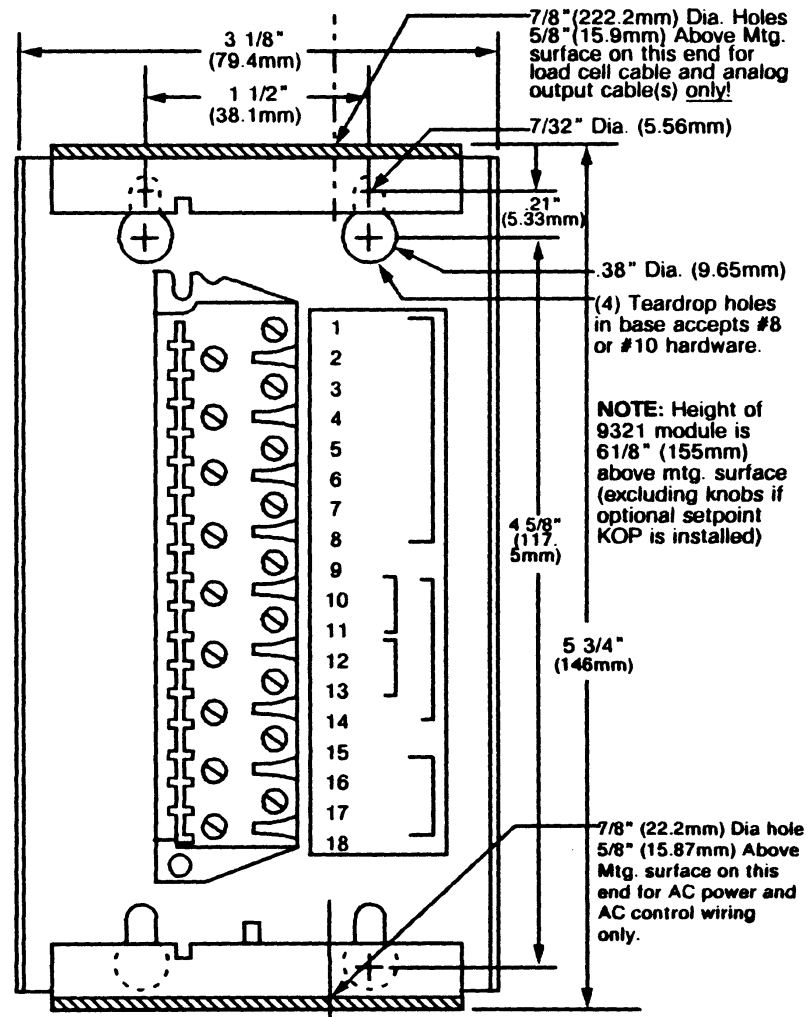 3 1/8"
(79.4mm)
1 1/2"
(38.1mm)
7/8"(222.2mm) Dia. Holes
5/8"(15.9mm) Above Mtg.
surface on this end for
load cell cable and analog
output cable(s) only!
7/32" Dia. (5.56mm)
.21"
(5.33mm)
.38" Dia. (9.65mm)
(4) Teardrop holes
in base accepts #8
or #10 hardware.
NOTE: Height of
9321 module is
61/8" (155mm)
above mtg. surface
(excluding knobs if
optional setpoint
KOP is installed)
1
2
3
4
5
6
7
8
9
10
11
12
13
14
15
16
17
18
4 5/8"
(117.
5mm)
5 3/4"
(146mm)
7/8" (22.2mm) Dia hole
5/8" (15.87mm) Above
Mtg. surface on this
end for AC power and
AC control wiring
only.